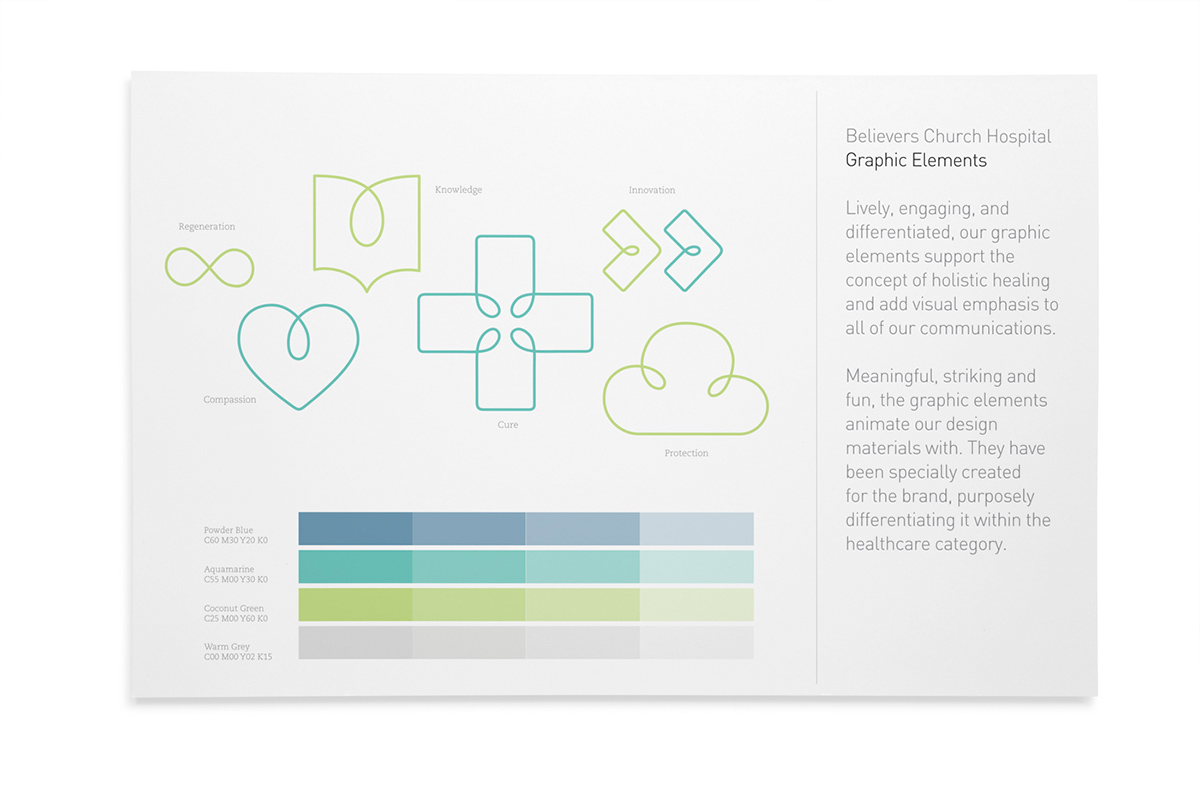 Regeneration
Knowledge
Innovation
Compassion
Cure
Protection
Powder Blue
C60 M30 Y20 K0
Aquamarine
C55 M00 Y30 K0
Coconut Green
C25 M00 Y60 K0
Warm Grey
C00 M00 Y02 K15
Believers Church Hospital
Graphic Elements
Lively, engaging, and
differentiated, our graphic
elements support the
concept of holistic healing
and add visual emphasis to
all of our communications.
Meaningful, striking and
fun, the graphic elements
animate our design
materials with. They have
been specially created
for the brand, purposely
differentiating it within the
healthcare category.